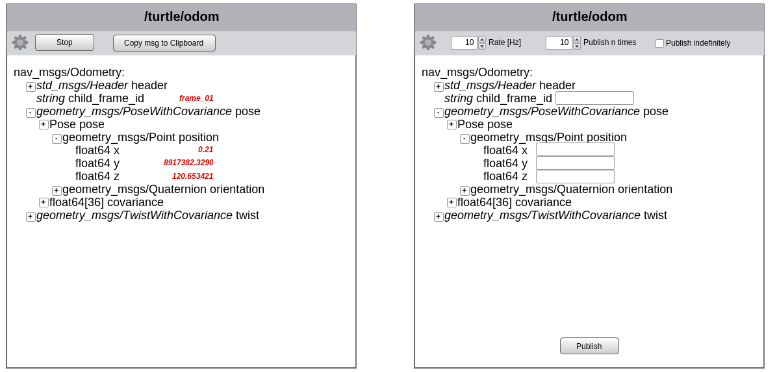 /turtle/odom
Stop Copy msg to Clipboard
nav_msgs/Odometry:
+ std_msgs/Header header
string child_frame_id frame_01
- geometry_msgs/PoseWithCovariance pose
+ Pose pose
- geometry_msgs/Point position
float64 x 0.21
float64 y 8917382.3290
float64 z 120.653421
+ geometry_msgs/Quaternion orientation
+ float64[36] covariance
+ geometry_msgs/TwistWithCovariance twist
/turtle/odom
10 Rate [Hz] 10 Publish n times Publish indefinitely
nav_msgs/Odometry:
+ std_msgs/Header header
string child_frame_id
- geometry_msgs/PoseWithCovariance pose
+ Pose pose
- geometry_msgs/Point position
float64 x
float64 y
float64 z
+ geometry_msgs/Quaternion orientation
+ float64[36] covariance
+ geometry_msgs/TwistWithCovariance twist
Publish